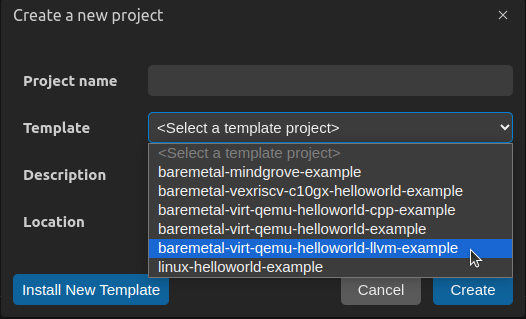 Create a new project
Project name
Template
<Select a template project>
<Select a template project>
baremetal-mindgrove-example
baremetal-vexriscv-c10gx-helloworld-example
Description
baremetal-virt-qemu-helloworld-cpp-example
baremetal-virt-qemu-helloworld-example
Location
baremetal-virt-qemu-helloworld-llvm-example
linux-helloworld-example
Install New Template
Cancel
Create